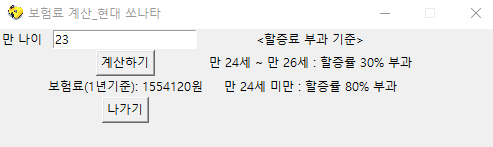 보험료 계산_현대 쏘나타
만 나이 23 <할증료 부과 기준>
계산하기 만 24세 ~ 만 26세 : 할증률 30% 부과
보험료(1년기준): 1554120원 만 24세 미만 : 할증률 80% 부과
나가기